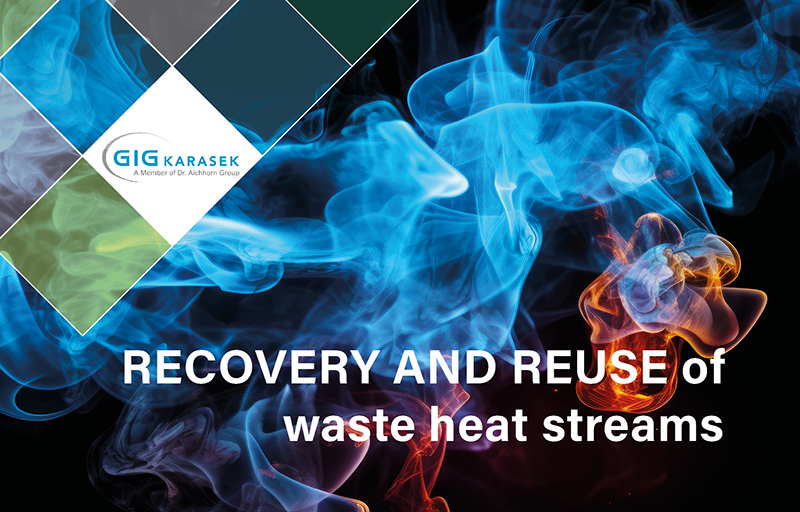 GIG KARASEK
A Member of Dr. Aichhorn Group
RECOVERY AND REUSE of
waste heat streams